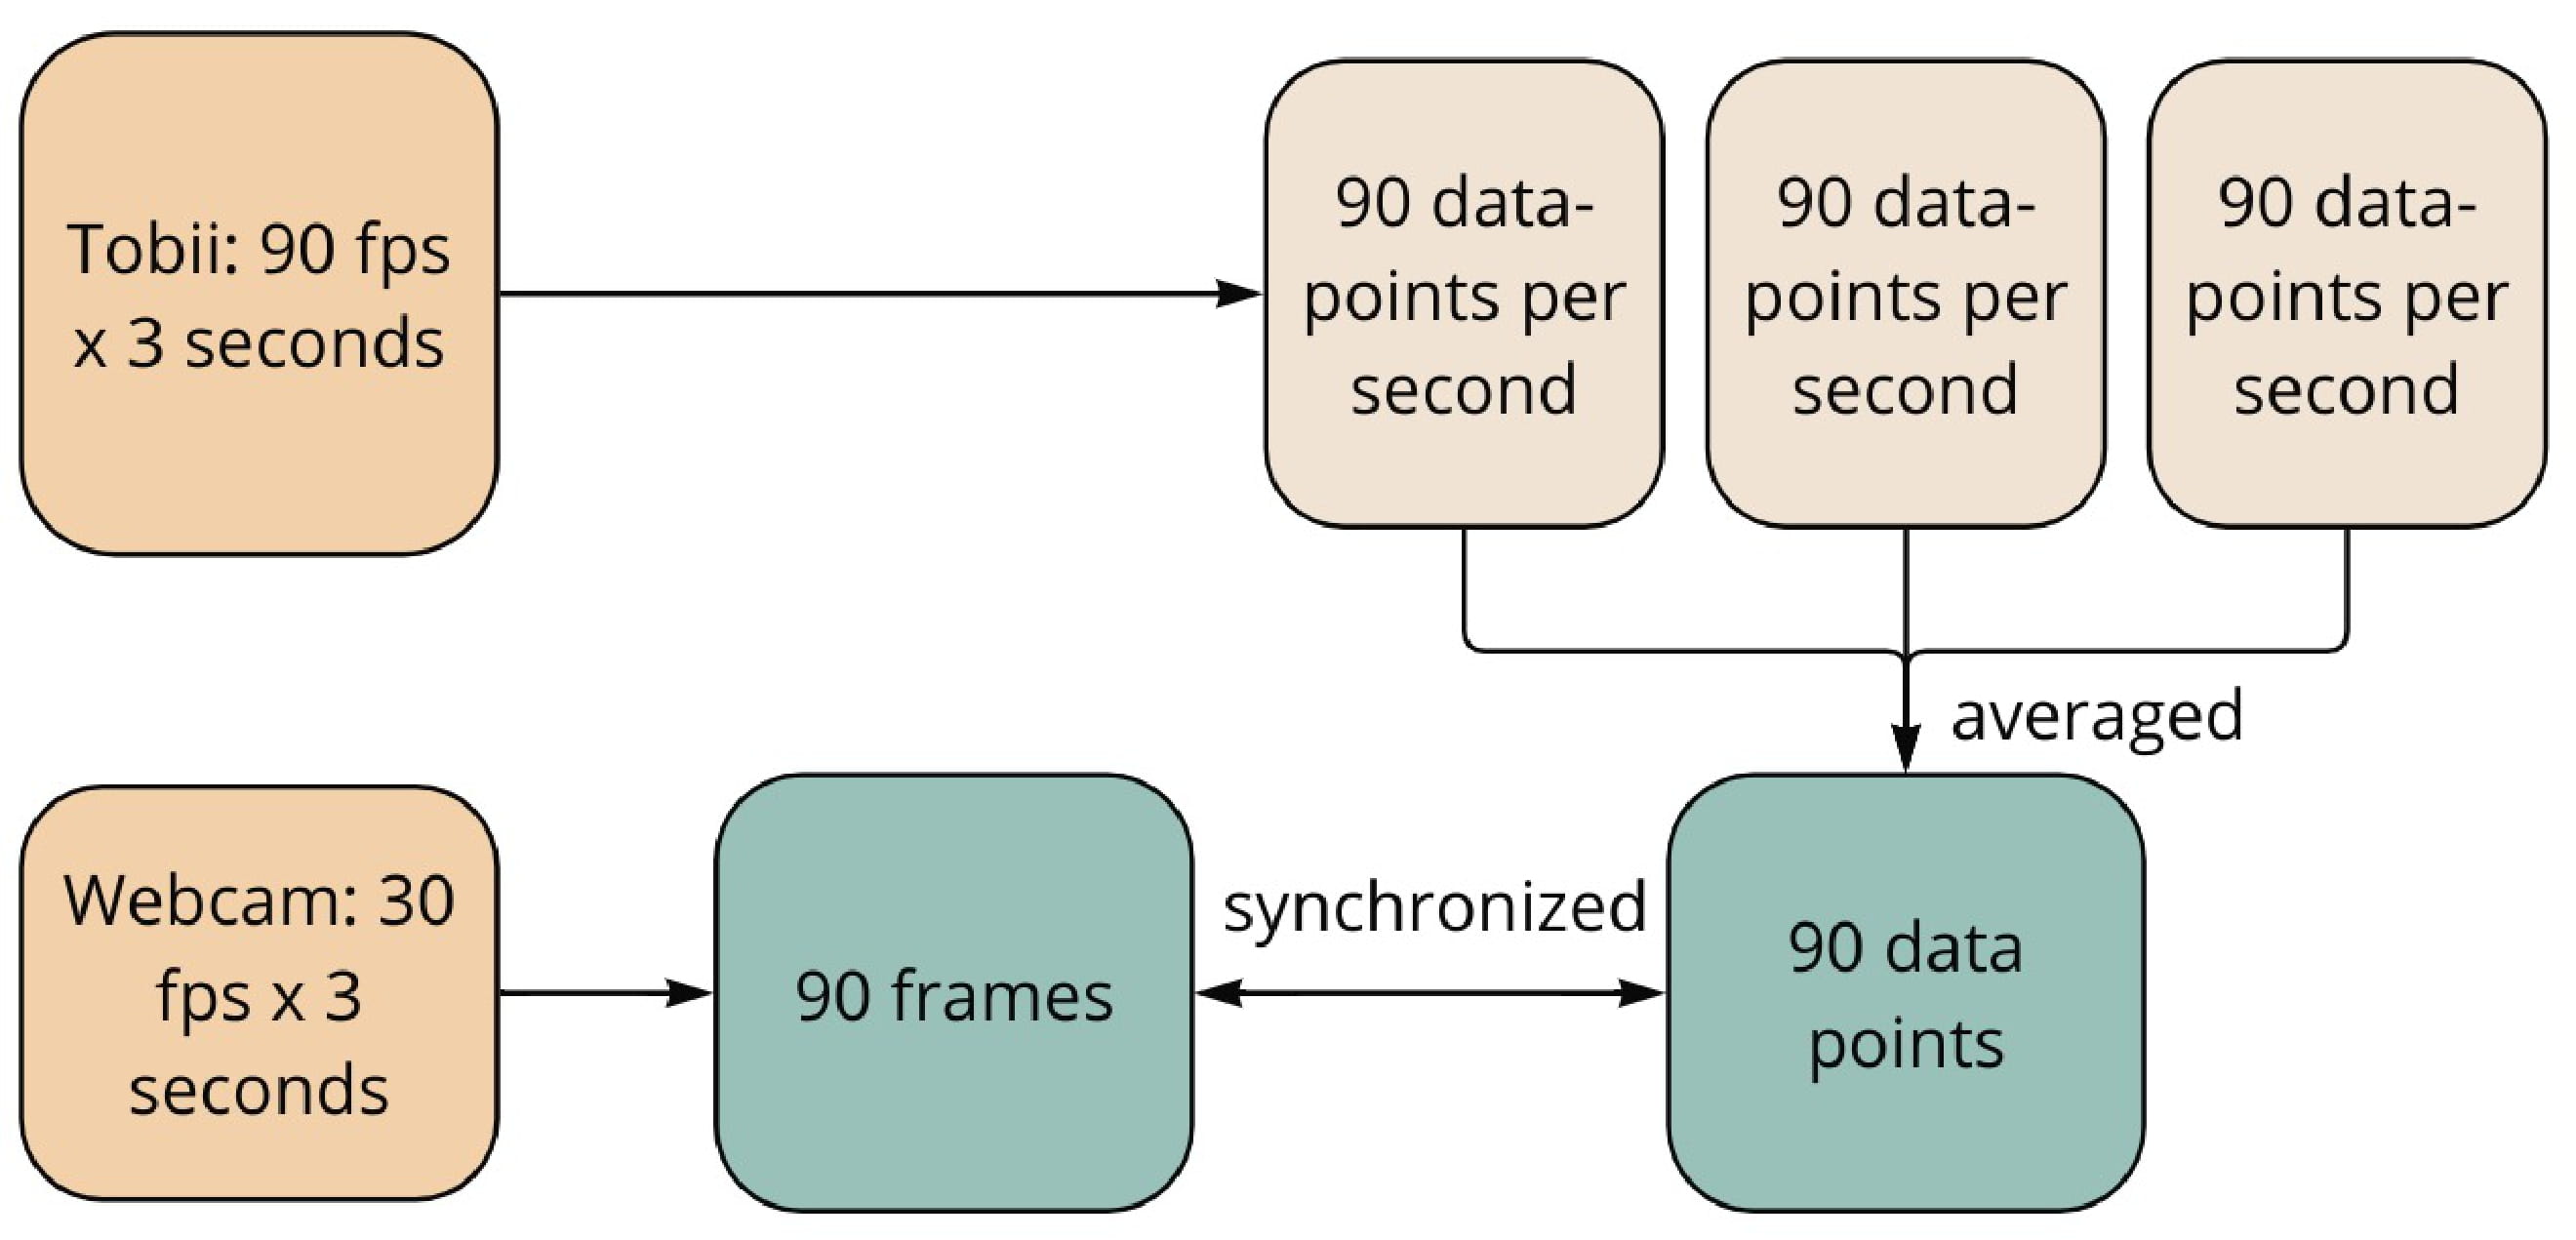 Tobii: 90 fps
x 3 seconds
90 data-
points per
second
90 data-
points per
second
90 data-
points per
second
averaged
Webcam: 30
fps x 3
seconds
90 frames
synchronized
90 data
points